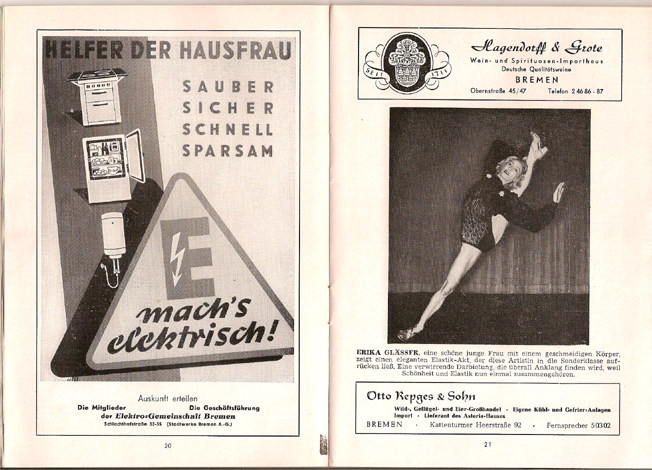 HELFER DER HAUSFRAU
SAUBER
SICHER
SCHNELL
SPARSAM
E
mach's
elektrisch!
Auskunft erteilen
Die Mitglieder Die Geschäftsführung
der Elektro-Gemeinschaft Bremen
Schlachthofstraße 33-35 (Stadtwerke Bremen A.-G.)
20
SEIT 1711
Hagendorff & Grote
Wein- und Spirituosen-Importhaus
Deutsche Qualitätsweine
BREMEN
Obernstraße 45/47 Telefon 2 46 86 - 87
ERIKA GLÄSSER, eine schöne junge Frau mit einem geschmeidigen Körper,
zeigt einen eleganten Elastik-Akt, der diese Artistin in die Sonderklasse auf-
rücken ließ. Eine verwirrende Darbietung, die überall Anklang finden wird, weil
Schönheit und Elastik nun einmal zusammengehören.
Otto Repges & Sohn
Wild-, Geflügel- und Eier-Großhandel · Eigene Kühl- und Gefrier-Anlagen
Import · Lieferant des Astoria-Hauses
BREMEN · Kattenturmer Heerstraße 92 · Fernsprecher 5 03 02
21